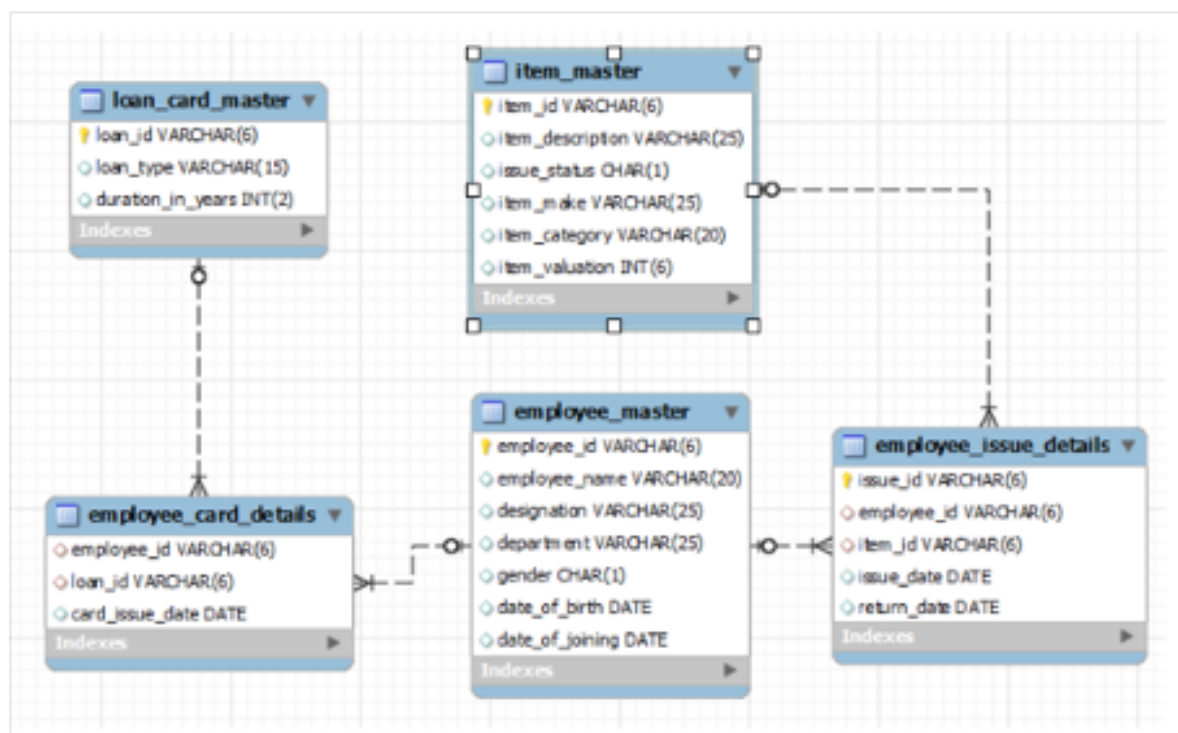 loan_card_master
loan_id VARCHAR(6)
loan_type VARCHAR(15)
duration_in_years INT(2)
Indexes
item_master
item_id VARCHAR(6)
item_description VARCHAR(25)
issue_status CHAR(1)
item_make VARCHAR(25)
item_category VARCHAR(20)
item_valuation INT(6)
Indexes
employee_card_details
employee_id VARCHAR(6)
loan_id VARCHAR(6)
card_issue_date DATE
Indexes
employee_master
employee_id VARCHAR(6)
employee_name VARCHAR(20)
designation VARCHAR(25)
department VARCHAR(25)
gender CHAR(1)
date_of_birth DATE
date_of_joining DATE
Indexes
employee_issue_details
issue_id VARCHAR(6)
employee_id VARCHAR(6)
item_id VARCHAR(6)
issue_date DATE
return_date DATE
Indexes